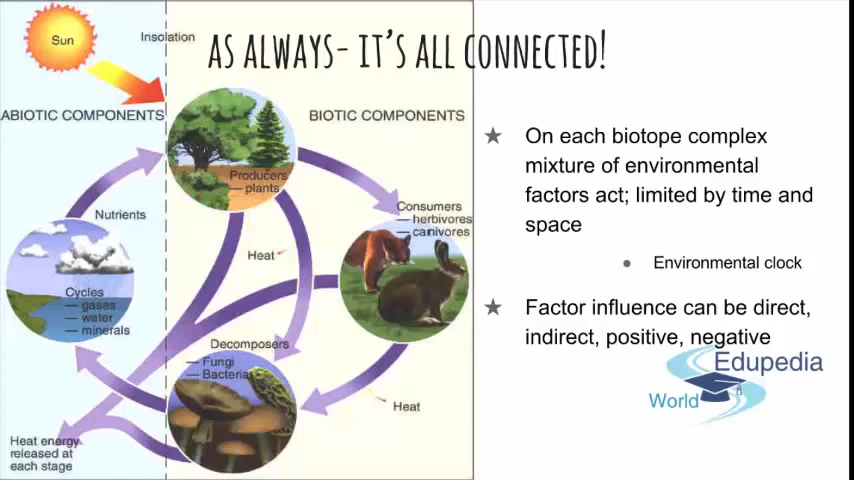 AS ALWAYS- IT'S ALL CONNECTED!
Sun
Insolation
ABIOTIC COMPONENTS
BIOTIC COMPONENTS
Producers
— plants
Consumers
— herbivores
— carnivores
Nutrients
Heat
Cycles
— gases
— water
— minerals
Decomposers
— Fungi
— Bacteria
Heat
Heat energy
released at
each stage
★ On each biotope complex
mixture of environmental
factors act; limited by time and
space
● Environmental clock
★ Factor influence can be direct,
indirect, positive, negative
Edupedia
World